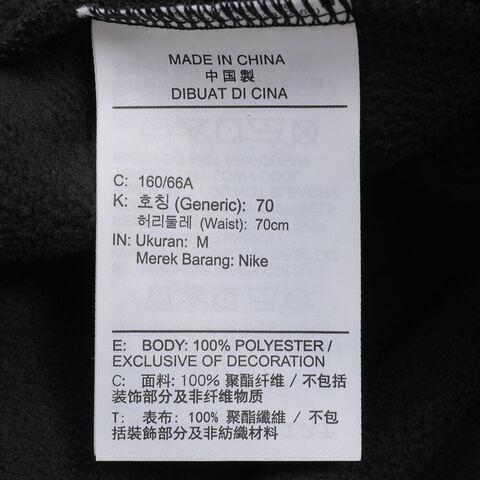 MADE IN CHINA
中国製
DIBUAT DI CINA
C: 160/66A
K: 호칭 (Generic): 70
허리둘레 (Waist): 70cm
IN: Ukuran: M
Merek Barang: Nike
E: BODY: 100% POLYESTER /
EXCLUSIVE OF DECORATION
C: 面料: 100% 聚酯纤维 / 不包括
装饰部分及非纤维物质
T: 表布: 100% 聚酯纖維 / 不包
括裝飾部分及非紡織材料